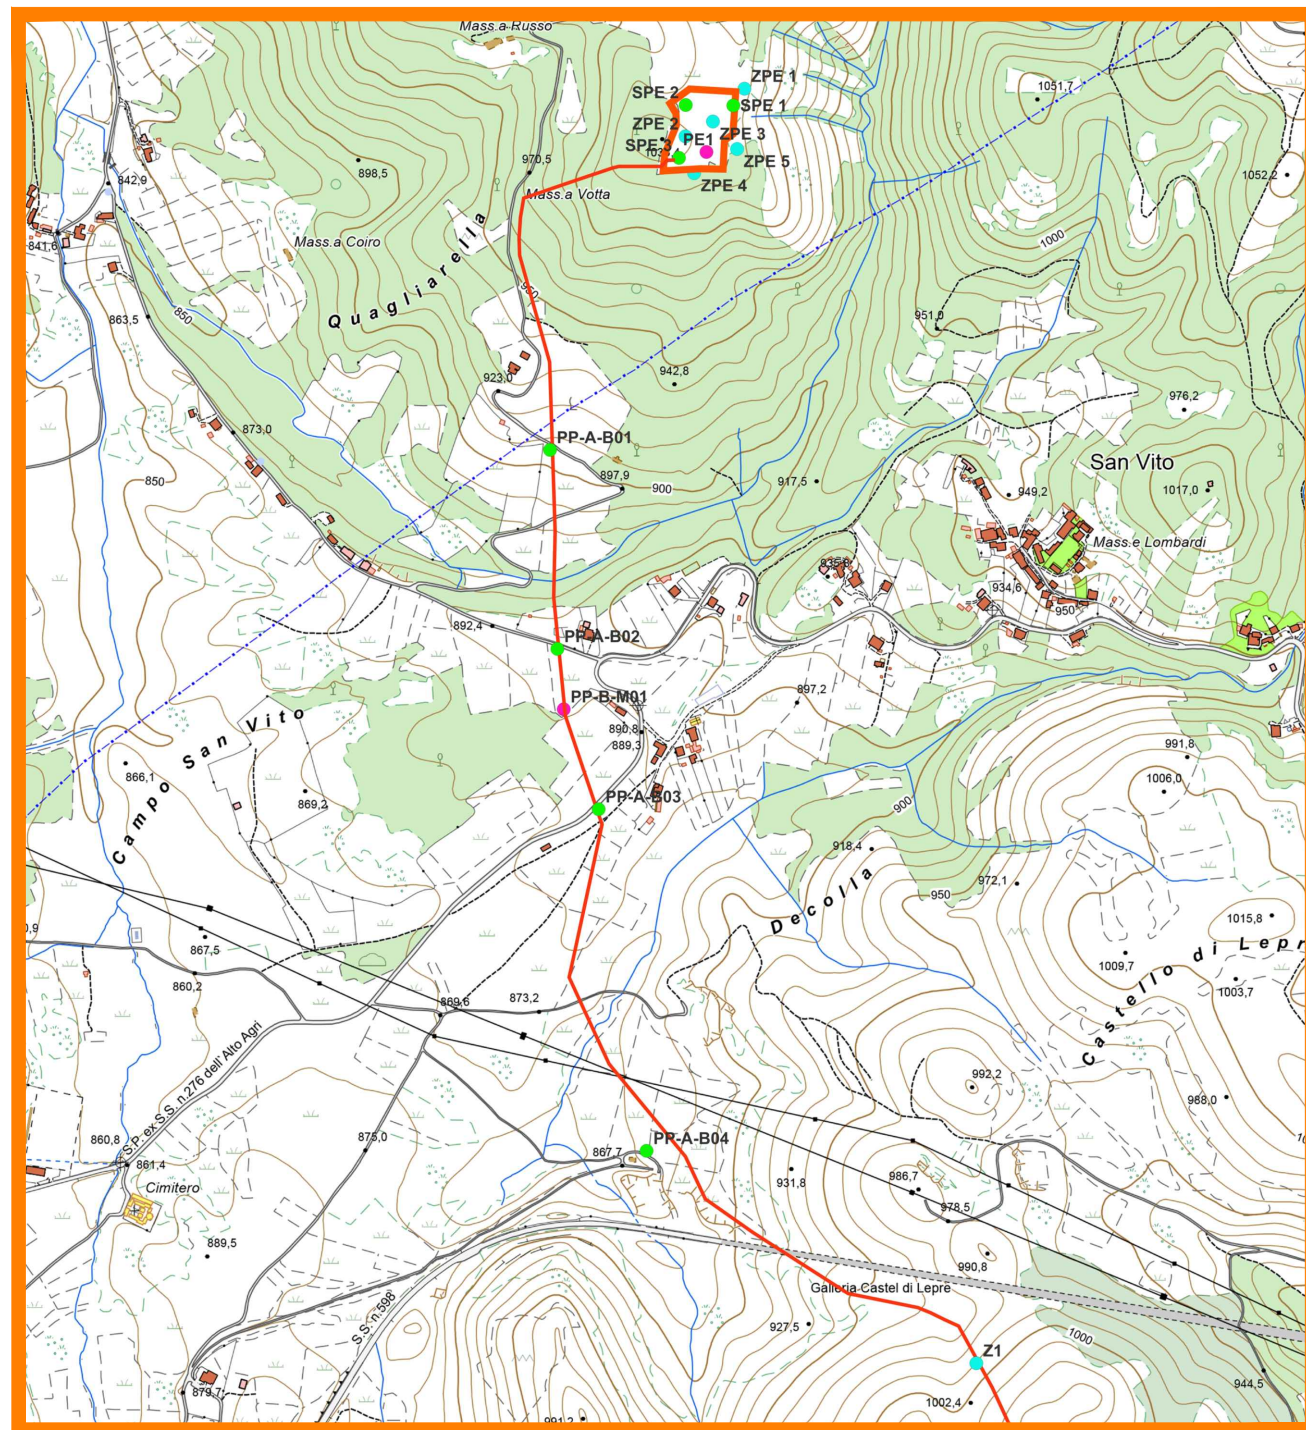 Mass.a Russo
ZPE 1
1051,7
SPE 2
SPE 1
ZPE 2
ZPE 3
PE1
SPE 3
ZPE 5
970,5
898,5
1052,2
842,9
ZPE 4
Mass.a Votta
841,6
Mass.a Coiro
1000
Quagliarella
950
850
863,5
951,0
942,8
923,0
976,2
873,0
PP-A-B01
San Vito
850
897,9
900
917,5
949,2
1017,0
Mass.e Lombardi
935,8
934,6
950
892,4
PP-A-B02
897,2
PP-B-M01
Campo San Vito
890,8
889,3
991,8
866,1
1006,0
869,2
PP-A-B03
900
918,4
972,1
950
Decolla
1015,8
867,5
Castello di Lepr
1009,7
860,2
1003,7
869,6
873,2
992,2
988,0
S.P. ex S.S. n.276 dell'Alto Agri
860,8
875,0
PP-A-B04
867,7
861,4
931,8
986,7
Cimitero
978,5
889,5
990,8
Galleria Castel di Lepre
S.S. n.598
927,5
1000
Z1
944,5
879,7
1002,4
991,2